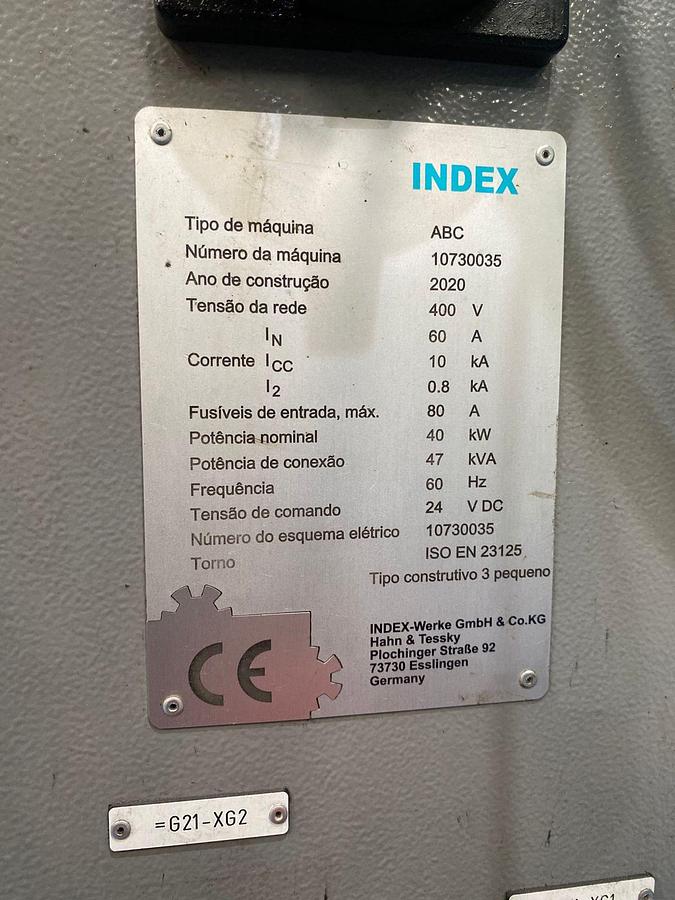 INDEX
Tipo de máquina ABC
Número da máquina 10730035
Ano de construção 2020
Tensão da rede 400 V
IN 60 A
Corrente ICC 10 kA
I2 0.8 kA
Fusíveis de entrada, máx. 80 A
Potência nominal 40 kW
Potência de conexão 47 kVA
Frequência 60 Hz
Tensão de comando 24 V DC
Número do esquema elétrico 10730035
Torno ISO EN 23125
Tipo construtivo 3 pequeno
INDEX-Werke GmbH & Co.KG
Hahn & Tessky
Plochinger Straße 92
73730 Esslingen
Germany
CE
=G21-XG2